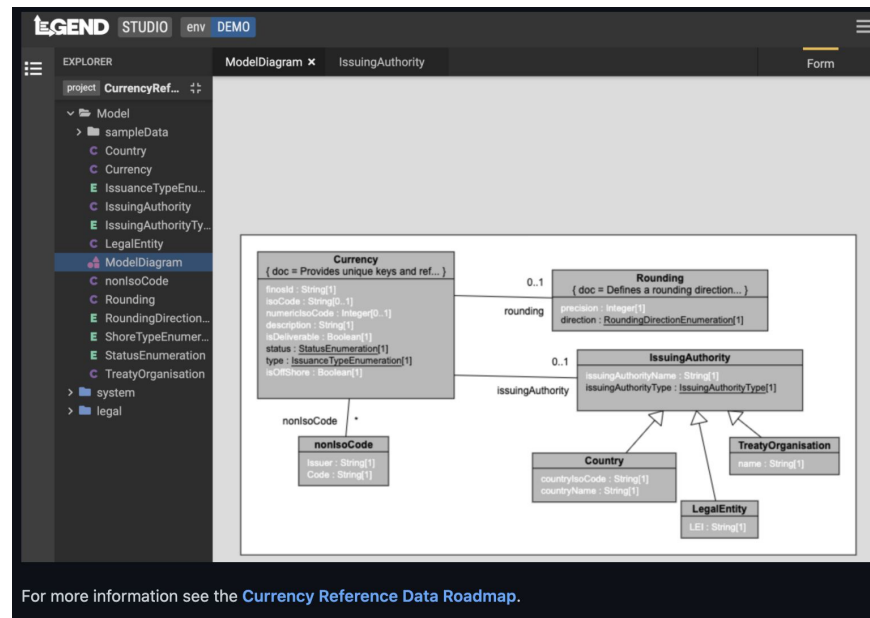 LEGEND STUDIO env DEMO
EXPLORER
project CurrencyRef...
Model
sampleData
Country
Currency
IssuanceTypeEnu...
IssuingAuthority
IssuingAuthorityTy...
LegalEntity
ModelDiagram
nonIsoCode
Rounding
RoundingDirection...
ShoreTypeEnumer...
StatusEnumeration
TreatyOrganisation
system
legal
ModelDiagram × IssuingAuthority
Form
Currency
{ doc = Provides unique keys and ref... }
finosId : String[1]
isoCode : String[0..1]
numericIsoCode : Integer[0..1]
description : String[1]
isDeliverable : Boolean[1]
status : StatusEnumeration[1]
type : IssuanceTypeEnumeration[1]
isOffShore : Boolean[1]
0..1
rounding
Rounding
{ doc = Defines a rounding direction... }
precision : Integer[1]
direction : RoundingDirectionEnumeration[1]
0..1
issuingAuthority
IssuingAuthority
issuingAuthorityName : String[1]
issuingAuthorityType : IssuingAuthorityType[1]
nonIsoCode *
nonIsoCode
Issuer : String[1]
Code : String[1]
Country
countryIsoCode : String[1]
countryName : String[1]
TreatyOrganisation
name : String[1]
LegalEntity
LEI : String[1]
For more information see the Currency Reference Data Roadmap.